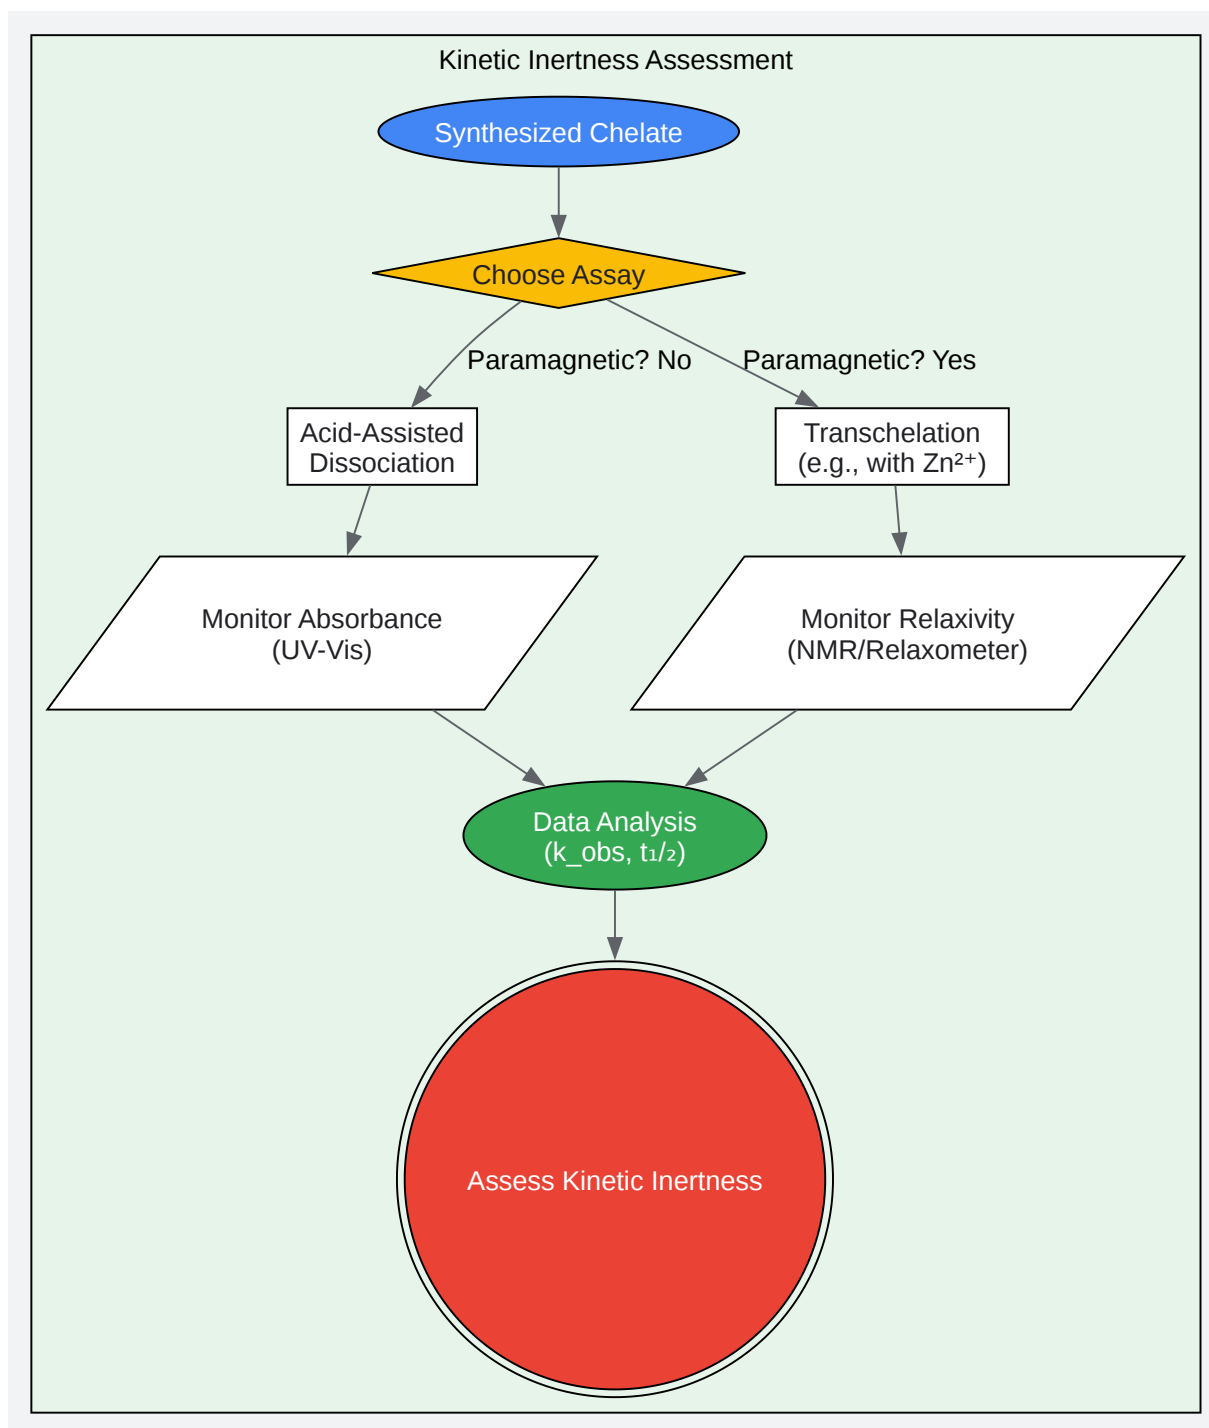 Kinetic Inertness Assessment
Synthesized Chelate
Choose Assay
Paramagnetic? No
Paramagnetic? Yes
Acid-Assisted
Dissociation
Transchelation
(e.g., with Zn²⁺)
Monitor Absorbance
(UV-Vis)
Monitor Relaxivity
(NMR/Relaxometer)
Data Analysis
(k_obs, t₁/₂)
Assess Kinetic Inertness